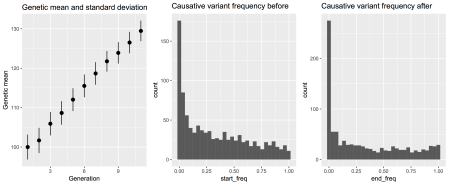 Genetic mean and standard deviation
Genetic mean
130
120
110
100
3
6
9
Generation
Causative variant frequency before
count
150
100
50
0
0.00
0.25
0.50
0.75
1.00
start_freq
Causative variant frequency after
count
200
100
0
0.00
0.25
0.50
0.75
1.00
end_freq